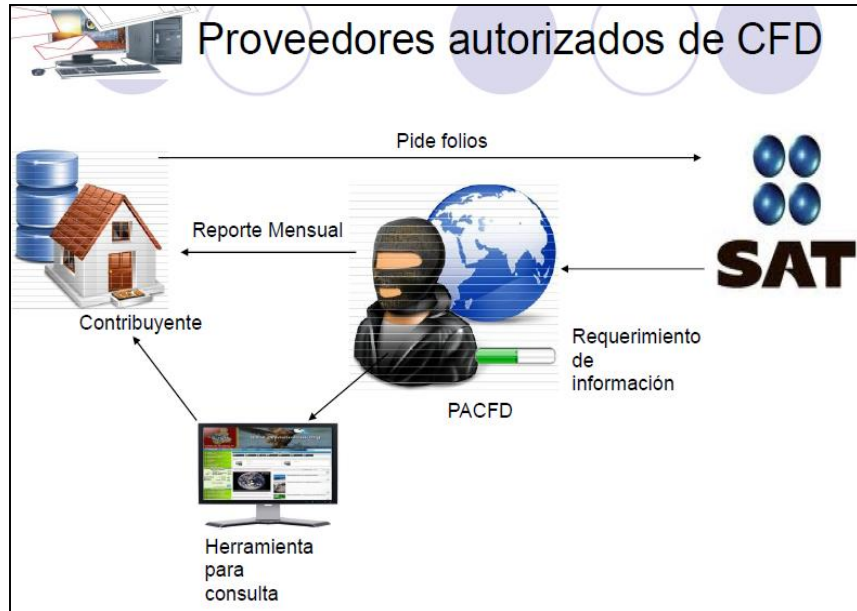 Proveedores autorizados de CFD
Pide folios
SAT
Reporte Mensual
Contribuyente
Requerimiento
de
información
PACFD
Herramienta
para
consulta